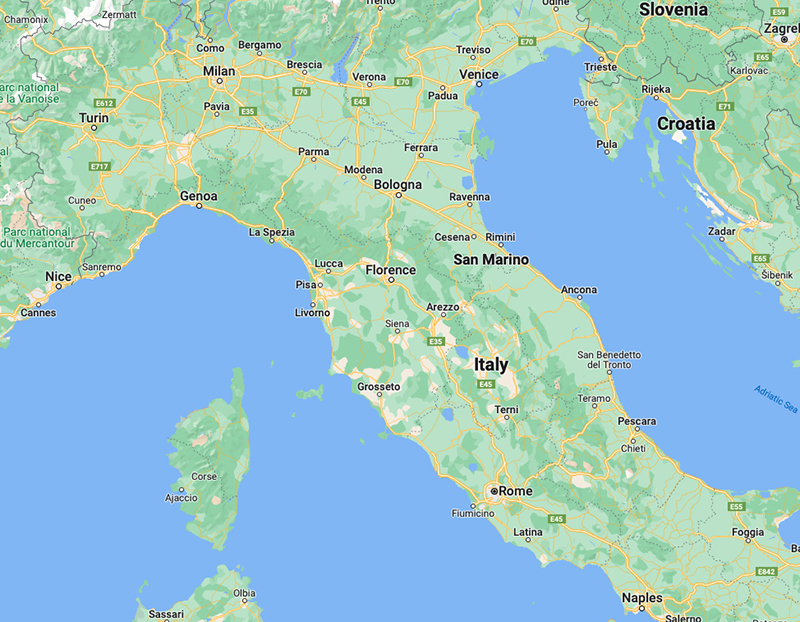 Chamonix
Zermatt
Trento
Udine
Slovenia
E59
Zagreb
Como
Bergamo
Brescia
Milan
Treviso
E70
Trieste
E65
Karlovac
Verona
E70
Venice
Padua
E70
Parc national
de la Vanoise
E612
Pavia
E35
E45
Poreč
Rijeka
E71
Turin
Croatia
Pula
E717
Parma
Ferrara
Modena
Bologna
Cuneo
Genoa
Ravenna
Parc national
du Mercantour
La Spezia
Cesena
Rimini
Zadar
San Marino
E65
Šibenik
Nice
Sanremo
Lucca
Florence
Pisa
Cannes
Livorno
Arezzo
Ancona
Siena
E35
San Benedetto
del Tronto
Italy
E45
Grosseto
Adriatic Sea
Teramo
Terni
Pescara
Chieti
Corse
Ajaccio
Rome
Fiumicino
E45
E55
Latina
Foggia
E842
Olbia
Naples
Sassari
Salerno